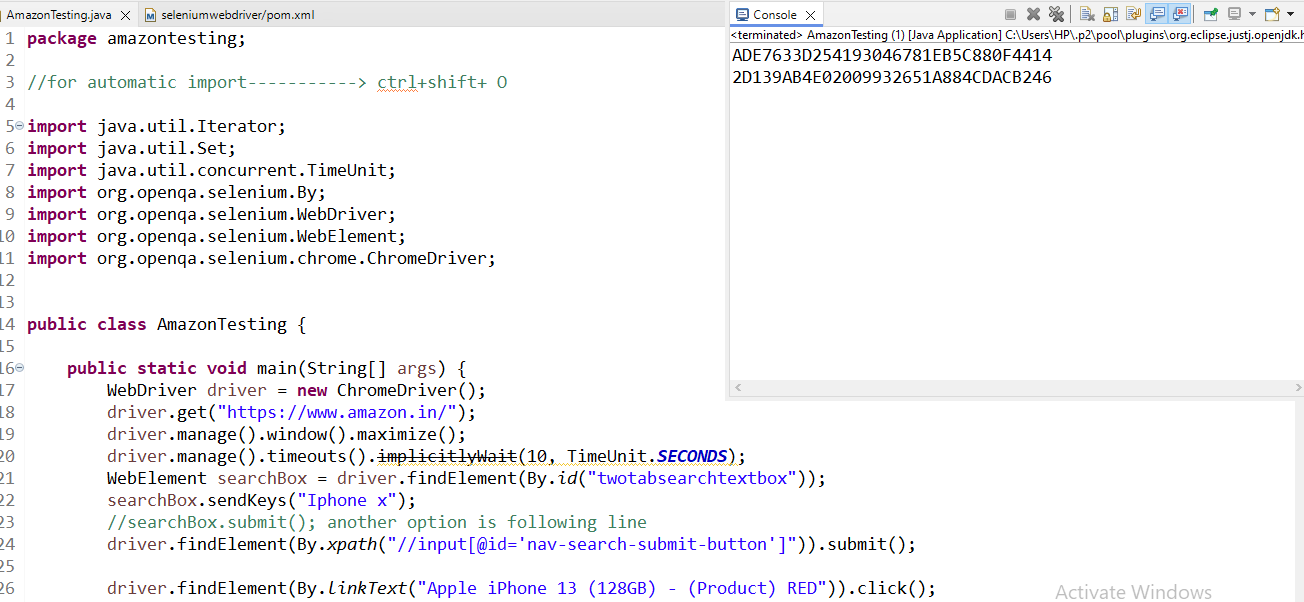 AmazonTesting.java seleniumwebdriver/pom.xml
1 package amazontesting;
2
3 //for automatic import-----------> ctrl+shift+ O
4
5 import java.util.Iterator;
6 import java.util.Set;
7 import java.util.concurrent.TimeUnit;
8 import org.openqa.selenium.By;
9 import org.openqa.selenium.WebDriver;
10 import org.openqa.selenium.WebElement;
11 import org.openqa.selenium.chrome.ChromeDriver;
12
13
14 public class AmazonTesting {
15
16 public static void main(String[] args) {
17 WebDriver driver = new ChromeDriver();
18 driver.get("https://www.amazon.in/");
19 driver.manage().window().maximize();
20 driver.manage().timeouts().implicitlyWait(10, TimeUnit.SECONDS);
21 WebElement searchBox = driver.findElement(By.id("twotabsearchtextbox"));
22 searchBox.sendKeys("Iphone x");
23 //searchBox.submit(); another option is following line
24 driver.findElement(By.xpath("//input[@id='nav-search-submit-button']")).submit();
25
26 driver.findElement(By.linkText("Apple iPhone 13 (128GB) - (Product) RED")).click();
Console
<terminated> AmazonTesting (1) [Java Application] C:\Users\HP\.p2\pool\plugins\org.eclipse.justj.openjdk.h
ADE7633D254193046781EB5C880F4414
2D139AB4E02009932651A884CDACB246
Activate Windows